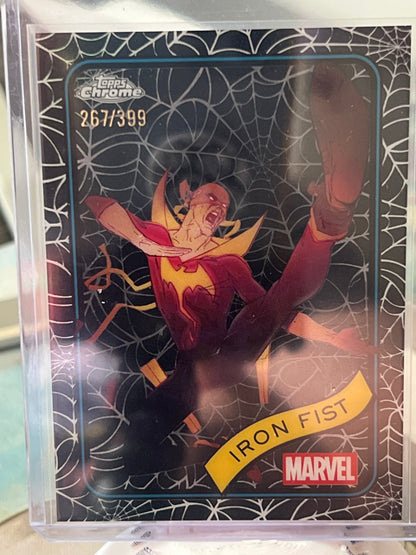 Topps
Chrome
267/399
IRON FIST
MARVEL